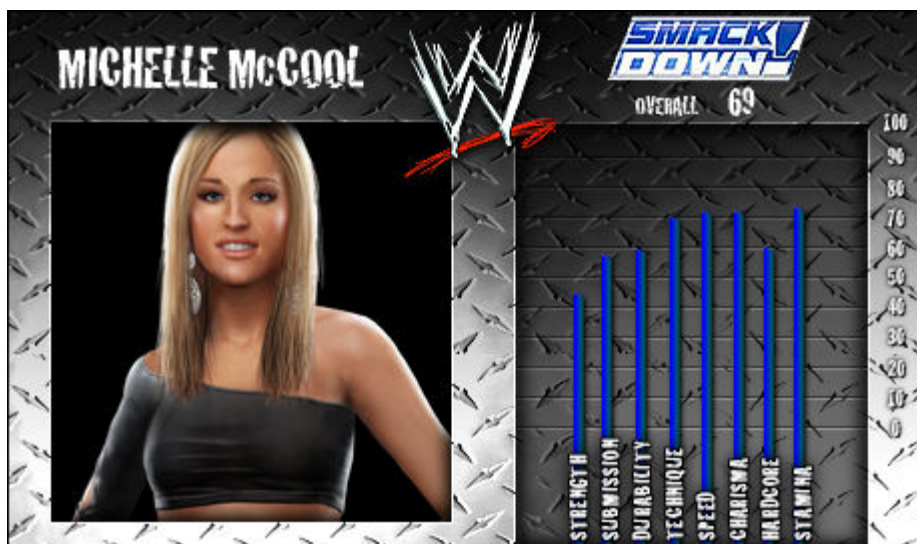 MICHELLE McCOOL
W
SMACK
DOWN!
OVERALL 69
100
90
80
70
60
50
40
30
20
10
0
STRENGTH
SUBMISSION
DURABILITY
TECHNIQUE
SPEED
CHARISMA
HARDCORE
STAMINA